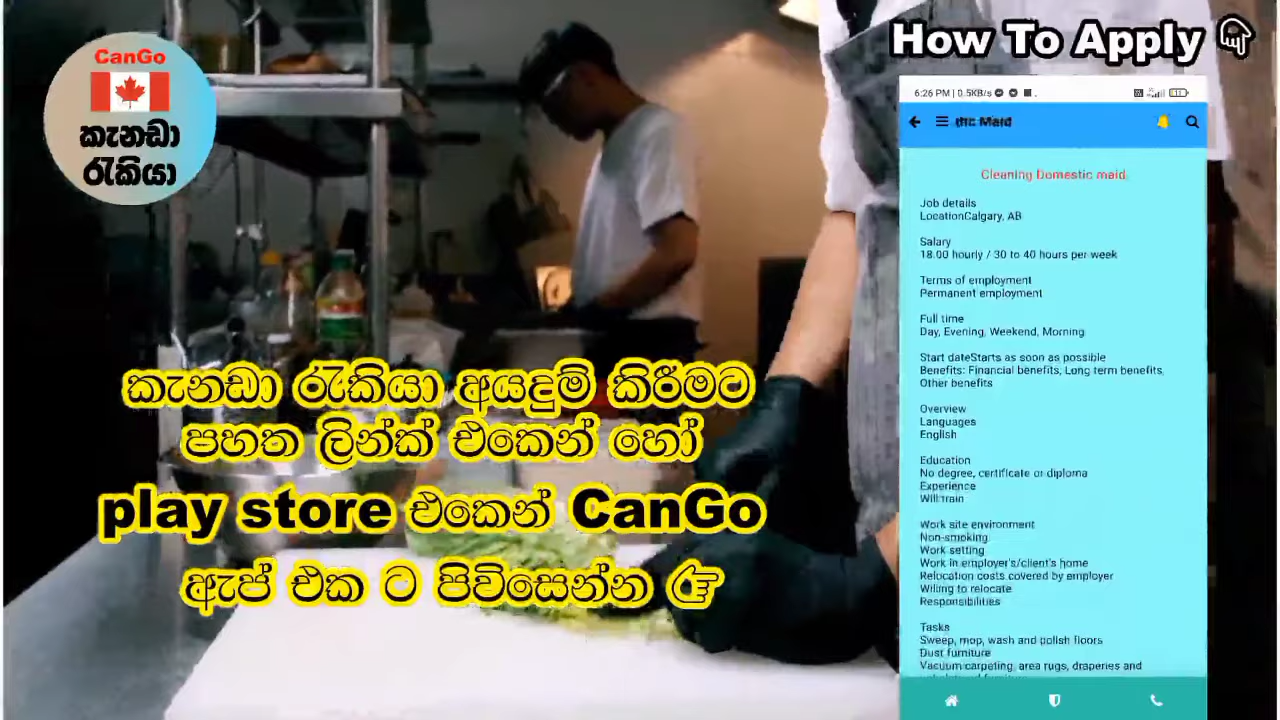 CanGo
කැනඩා
රැකියා
How To Apply
කැනඩා රැකියා අයදුම් කිරීමට
පහත ලින්ක් එකෙන් හෝ
play store එකෙන් CanGo
ඇප් එක ට පිවිසෙන්න
6:26 PM | 0.5KB/s
Maid
Cleaning Domestic maid.
Job details
LocationCalgary, AB
Salary
18.00 hourly / 30 to 40 hours per week
Terms of employment
Permanent employment
Full time
Day, Evening, Weekend, Morning
Start dateStarts as soon as possible
Benefits: Financial benefits, Long term benefits,
Other benefits
Overview
Languages
English
Education
No degree, certificate or diploma
Experience
Will train
Work site environment
Non-smoking
Work setting
Work in employer's/client's home
Relocation costs covered by employer
Willing to relocate
Responsibilities
Tasks
Sweep, mop, wash and polish floors
Dust furniture
Vacuum carpeting, area rugs, draperies and